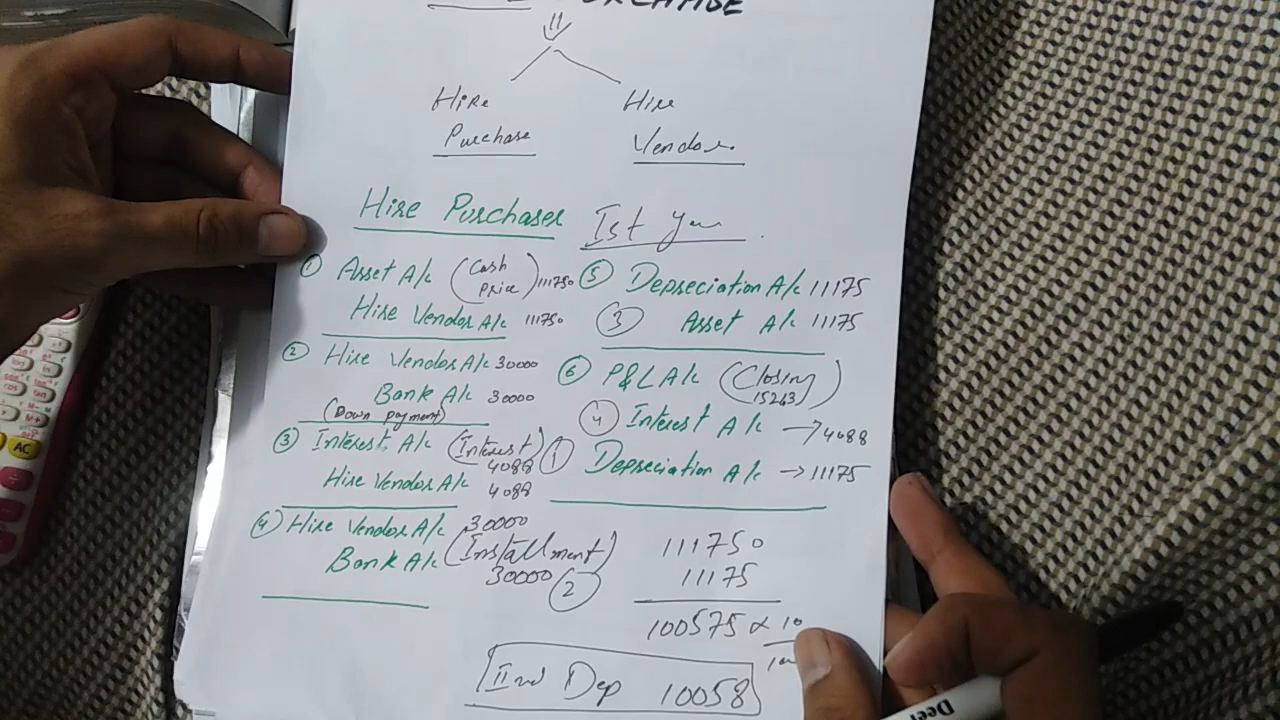 Hire
Purchase
Hire
Vendor
Hire Purchaser Ist Year
① Asset A/c (Cash Price) 111750
Hire Vendor A/c 111750
② Hire Vendor A/c 30000
Bank A/c 30000
(Down payment)
③ Interest A/c (Interest) 4088
Hire Vendor A/c 4088
④ Hire Vendor A/c 30000
Bank A/c (Installment) 30000 ②
⑤ Depreciation A/c 11175
③ Asset A/c 11175
⑥ P&L A/c (Closing 15263)
④ Interest A/c → 4088
① Depreciation A/c → 11175
111750
11175
100575 × 10
IInd Dep 10058
AC